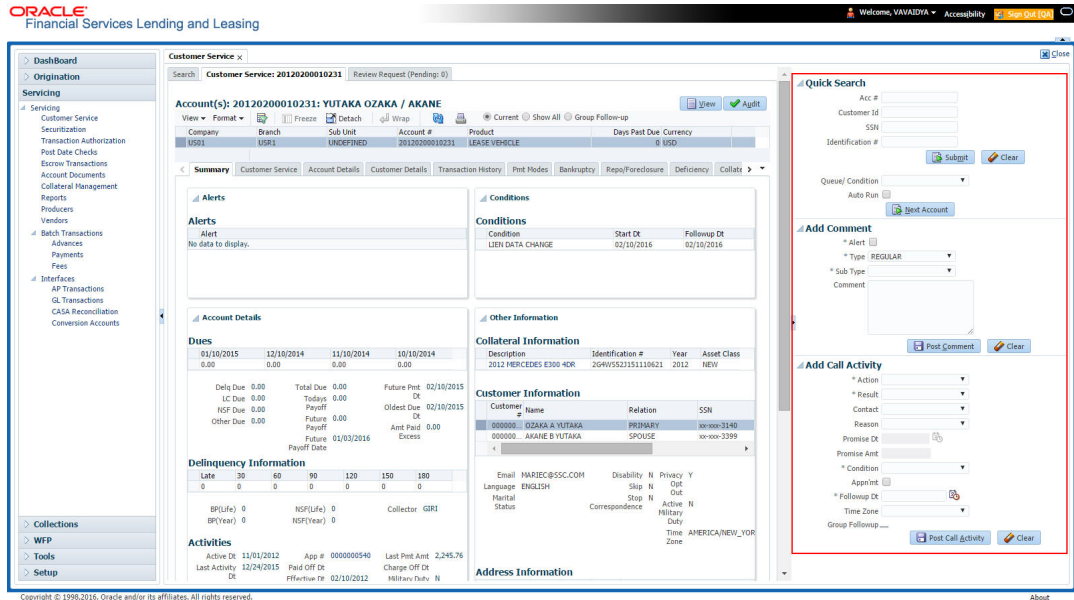 ORACLE
Financial Services Lending and Leasing
Welcome, VAVAIDYA Accessibility Sign Out [QA]
Close
DashBoard
Origination
Servicing
Servicing
Customer Service
Securitization
Transaction Authorization
Post Date Checks
Escrow Transactions
Account Documents
Collateral Management
Reports
Producers
Vendors
Batch Transactions
Advances
Payments
Fees
Interfaces
AP Transactions
GL Transactions
CASA Reconciliation
Conversion Accounts
Collections
WFP
Tools
Setup
Customer Service x
Search Customer Service: 20120200010231 Review Request (Pending: 0)
Account(s): 20120200010231: YUTAKA OZAKA / AKANE
View Audit
View Format Freeze Detach Wrap Current Show All Group Follow-up
Company Branch Sub Unit Account # Product Days Past Due Currency
US01 USR1 UNDEFINED 20120200010231 LEASE VEHICLE 0 USD
Summary Customer Service Account Details Customer Details Transaction History Pmt Modes Bankruptcy Repo/Foreclosure Deficiency Collate
Alerts
Alerts
Alert
No data to display.
Conditions
Conditions
Condition Start Dt Followup Dt
LIEN DATA CHANGE 02/10/2016 02/10/2016
Account Details
Dues
01/10/2015 12/10/2014 11/10/2014 10/10/2014
0.00 0.00 0.00 0.00
Delq Due 0.00 Total Due 0.00 Future Pmt Dt 02/10/2015
LC Due 0.00 Todays Payoff 0.00 Oldest Due Dt 02/10/2015
NSF Due 0.00 Future Payoff 0.00 Amt Paid Excess 0.00
Other Due 0.00 Future Payoff Date 01/03/2016
Delinquency Information
Late 30 60 90 120 150 180
0 0 0 0 0 0 0
BP(Life) 0 NSF(Life) 0 Collector GIRI
BP(Year) 0 NSF(Year) 0
Activities
Active Dt 11/01/2012 App # 0000000540 Last Pmt Amt 2,245.76
Last Activity Dt 12/24/2015 Paid Off Dt Charge Off Dt
Effective Dt 02/10/2012 Military Duty N
Other Information
Collateral Information
Description Identification # Year Asset Class
2012 MERCEDES E300 4DR 2G4WS52J151110621 2012 NEW
Customer Information
Customer # Name Relation SSN
000000... OZAKA A YUTAKA PRIMARY xx-xxx-3140
000000... AKANE B YUTAKA SPOUSE xx-xxx-3399
Email MARIEC@SSC.COM Disability N Privacy Opt Out Y
Language ENGLISH Skip N
Marital Status Stop Correspondence N Active Military Duty N
Time Zone AMERICA/NEW_YOR
Address Information
Quick Search
Acc #
Customer Id
SSN
Identification #
Submit Clear
Queue/ Condition
Auto Run
Next Account
Add Comment
* Alert
* Type REGULAR
* Sub Type
Comment
Post Comment Clear
Add Call Activity
* Action
* Result
Contact
Reason
Promise Dt
Promise Amt
* Condition
Appn'mt
* Followup Dt
Time Zone
Group Followup
Post Call Activity Clear
Copyright © 1998,2016, Oracle and/or its affiliates. All rights reserved.
About